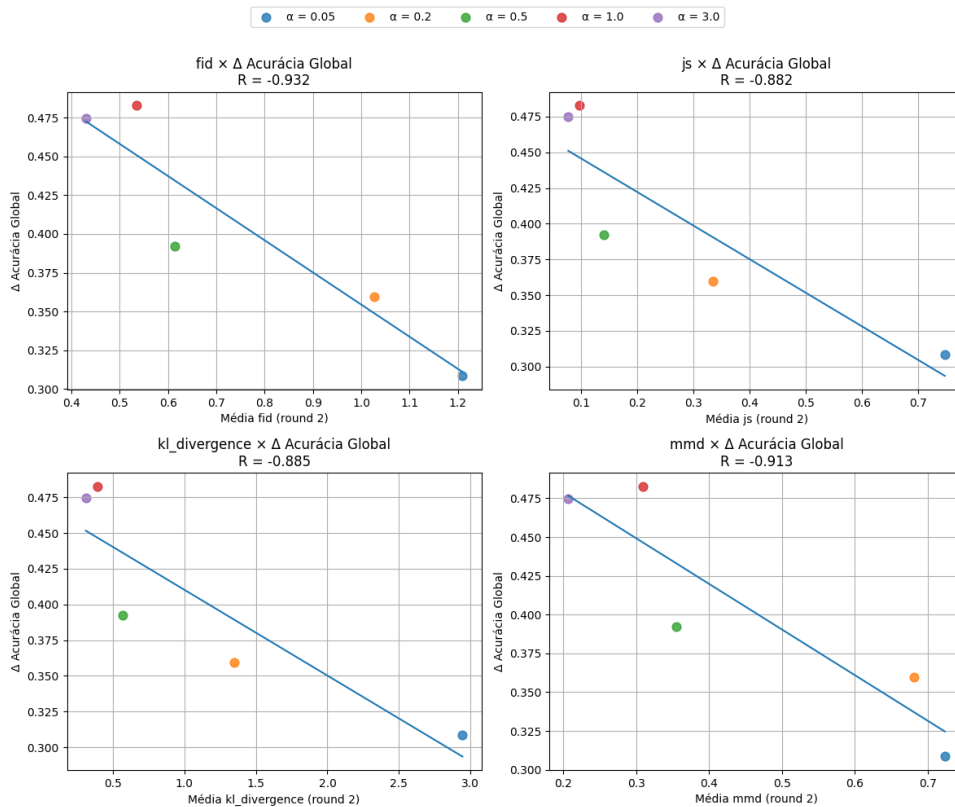 α = 0.05 α = 0.2 α = 0.5 α = 1.0 α = 3.0
fid × Δ Acurácia Global
R = -0.932
0.475
0.450
0.425
0.400
0.375
0.350
0.325
0.300
Δ Acurácia Global
0.4 0.5 0.6 0.7 0.8 0.9 1.0 1.1 1.2
Média fid (round 2)
js × Δ Acurácia Global
R = -0.882
0.475
0.450
0.425
0.400
0.375
0.350
0.325
0.300
Δ Acurácia Global
0.1 0.2 0.3 0.4 0.5 0.6 0.7
Média js (round 2)
kl_divergence × Δ Acurácia Global
R = -0.885
0.475
0.450
0.425
0.400
0.375
0.350
0.325
0.300
Δ Acurácia Global
0.5 1.0 1.5 2.0 2.5 3.0
Média kl_divergence (round 2)
mmd × Δ Acurácia Global
R = -0.913
0.475
0.450
0.425
0.400
0.375
0.350
0.325
0.300
Δ Acurácia Global
0.2 0.3 0.4 0.5 0.6 0.7
Média mmd (round 2)